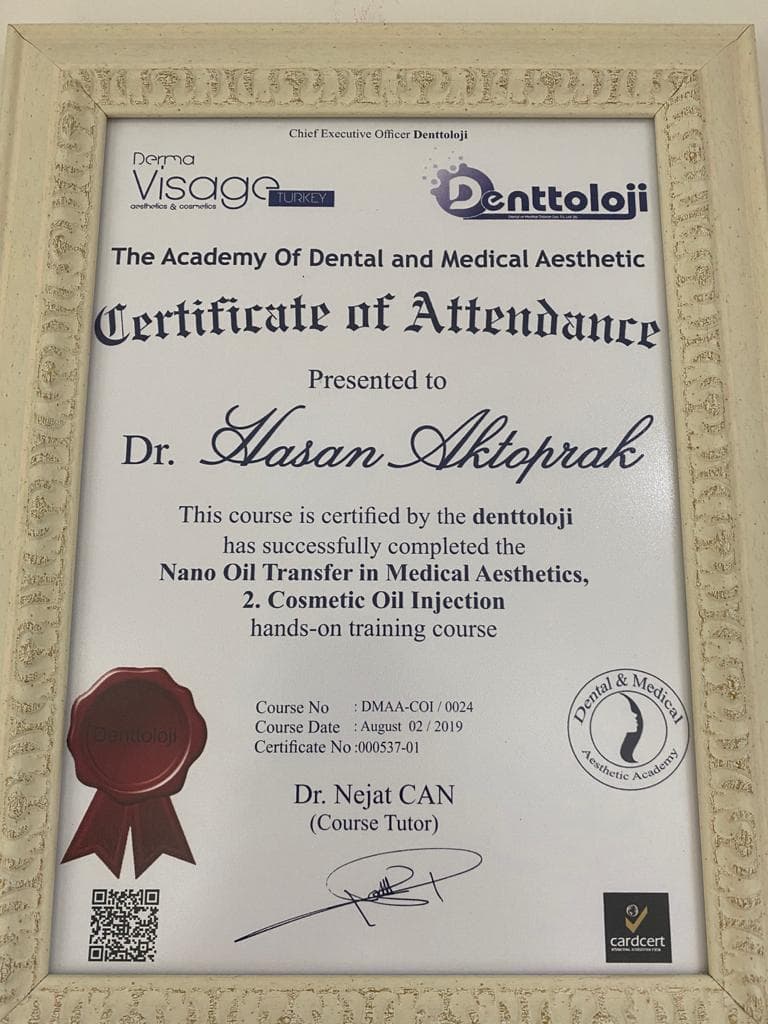 Chief Executive Officer Denttoloji
Derma
Visage
TURKEY
aesthetics & cosmetics
Denttoloji
The Academy Of Dental and Medical Aesthetic
Certificate of Attendance
Presented to
Dr. Hasan Aktoprak
This course is certified by the denttoloji
has successfully completed the
Nano Oil Transfer in Medical Aesthetics,
2. Cosmetic Oil Injection
hands-on training course
Denttoloji
Course No : DMAA-COI / 0024
Course Date : August 02 / 2019
Certificate No :000537-01
Dental & Medical
Aesthetic Academy
Dr. Nejat CAN
(Course Tutor)
cardcert